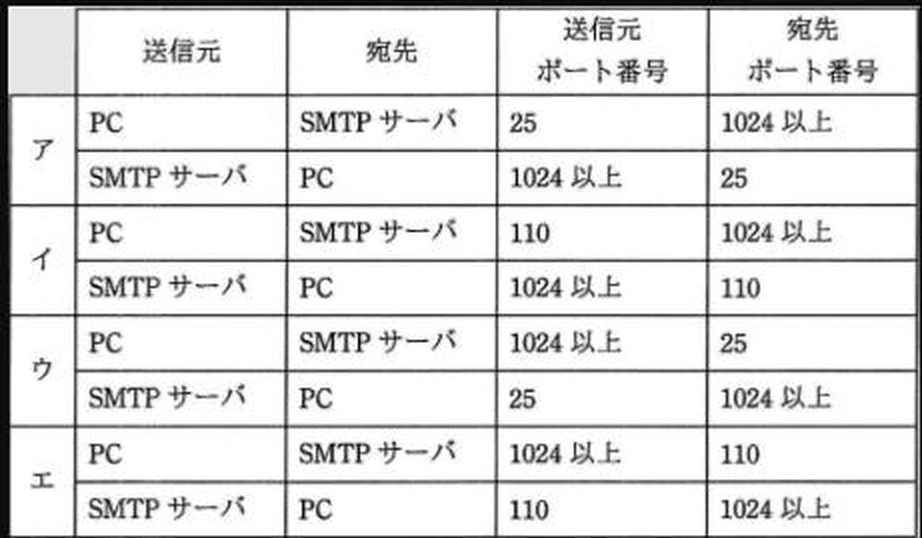 送信元 宛先 送信元 ポート番号 宛先 ポート番号
ア PC SMTP サーバ 25 1024 以上
SMTP サーバ PC 1024 以上 25
イ PC SMTP サーバ 110 1024 以上
SMTP サーバ PC 1024 以上 110
ウ PC SMTP サーバ 1024 以上 25
SMTP サーバ PC 25 1024 以上
エ PC SMTP サーバ 1024 以上 110
SMTP サーバ PC 110 1024 以上